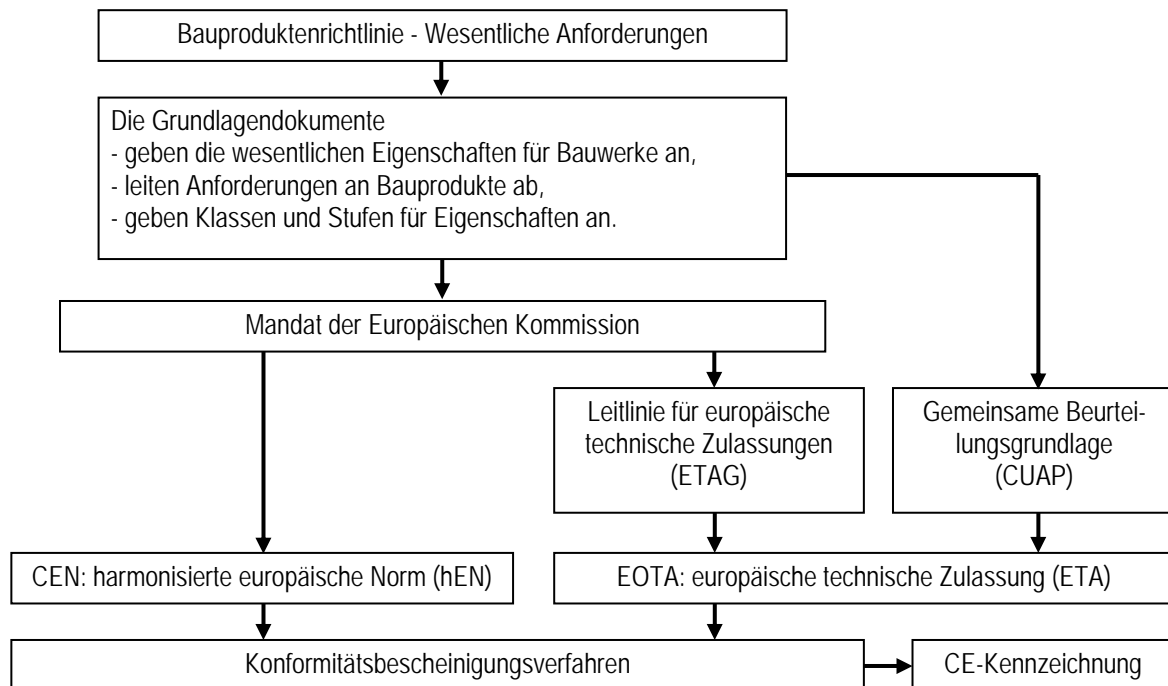 Bauproduktenrichtlinie - Wesentliche Anforderungen
Die Grundlagendokumente
- geben die wesentlichen Eigenschaften für Bauwerke an,
- leiten Anforderungen an Bauprodukte ab,
- geben Klassen und Stufen für Eigenschaften an.
Mandat der Europäischen Kommission
Leitlinie für europäische
technische Zulassungen
(ETAG)
Gemeinsame Beurtei-
lungsgrundlage
(CUAP)
CEN: harmonisierte europäische Norm (hEN)
EOTA: europäische technische Zulassung (ETA)
Konformitätsbescheinigungsverfahren
CE-Kennzeichnung